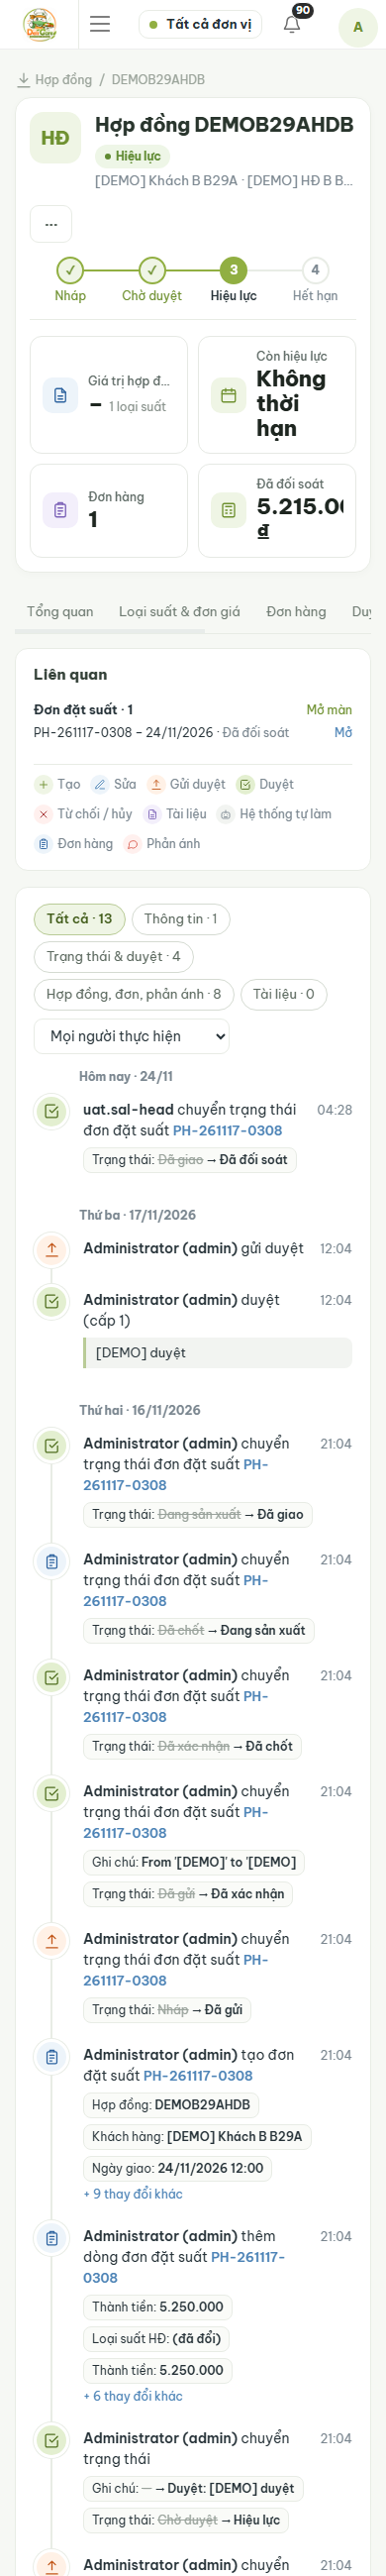 Tất cả đơn vị
90
A
Hợp đồng / DEMOB29AHDB
HĐ
Hợp đồng DEMOB29AHDB
Hiệu lực
[DEMO] Khách B B29A · [DEMO] HĐ B B...
...
3
4
Nháp
Chờ duyệt
Hiệu lực
Hết hạn
Giá trị hợp đ...
– 1 loại suất
Còn hiệu lực
Không
thời
hạn
Đơn hàng
1
Đã đối soát
5.215.0
đ
Tổng quan
Loại suất & đơn giá
Đơn hàng
Duy
Liên quan
Đơn đặt suất · 1
Mở màn
PH-261117-0308 – 24/11/2026 · Đã đối soát
Mở
Tạo
Sửa
Gửi duyệt
Duyệt
Từ chối / hủy
Tài liệu
Hệ thống tự làm
Đơn hàng
Phản ánh
Tất cả · 13
Thông tin · 1
Trạng thái & duyệt · 4
Hợp đồng, đơn, phản ánh · 8
Tài liệu · 0
Mọi người thực hiện
Hôm nay · 24/11
uat.sal-head chuyển trạng thái
04:28
đơn đặt suất PH-261117-0308
Trạng thái: Đã giao → Đã đối soát
Thứ ba · 17/11/2026
Administrator (admin) gửi duyệt
12:04
Administrator (admin) duyệt
12:04
(cấp 1)
[DEMO] duyệt
Thứ hai · 16/11/2026
Administrator (admin) chuyển
21:04
trạng thái đơn đặt suất PH-
261117-0308
Trạng thái: Đang sản xuất → Đã giao
Administrator (admin) chuyển
21:04
trạng thái đơn đặt suất PH-
261117-0308
Trạng thái: Đã chốt → Đang sản xuất
Administrator (admin) chuyển
21:04
trạng thái đơn đặt suất PH-
261117-0308
Trạng thái: Đã xác nhận → Đã chốt
Administrator (admin) chuyển
21:04
trạng thái đơn đặt suất PH-
261117-0308
Ghi chú: From '[DEMO]' to '[DEMO]
Trạng thái: Đã gửi → Đã xác nhận
Administrator (admin) chuyển
21:04
trạng thái đơn đặt suất PH-
261117-0308
Trạng thái: Nháp → Đã gửi
Administrator (admin) tạo đơn
21:04
đặt suất PH-261117-0308
Hợp đồng: DEMOB29AHDB
Khách hàng: [DEMO] Khách B B29A
Ngày giao: 24/11/2026 12:00
+ 9 thay đổi khác
Administrator (admin) thêm
21:04
dòng đơn đặt suất PH-261117-
0308
Thành tiền: 5.250.000
Loại suất HĐ: (đã đổi)
Thành tiền: 5.250.000
+ 6 thay đổi khác
Administrator (admin) chuyển
21:04
trạng thái
Ghi chú: — → Duyệt: [DEMO] duyệt
Trạng thái: Chờ duyệt → Hiệu lực
Administrator (admin) chuyển
21:04